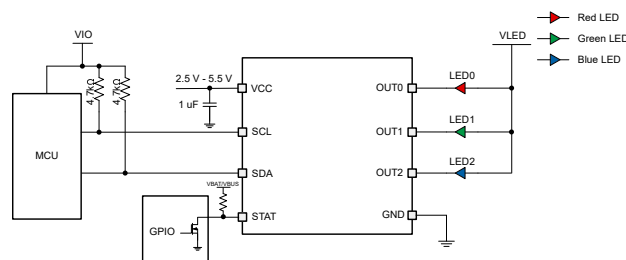 VIO
4.7kΩ
4.7kΩ
MCU
2.5 V - 5.5 V
1 uF
VCC
SCL
SDA
VBAT/VBUS
STAT
GPIO
OUT0
OUT1
OUT2
GND
LED0
LED1
LED2
VLED
Red LED
Green LED
Blue LED